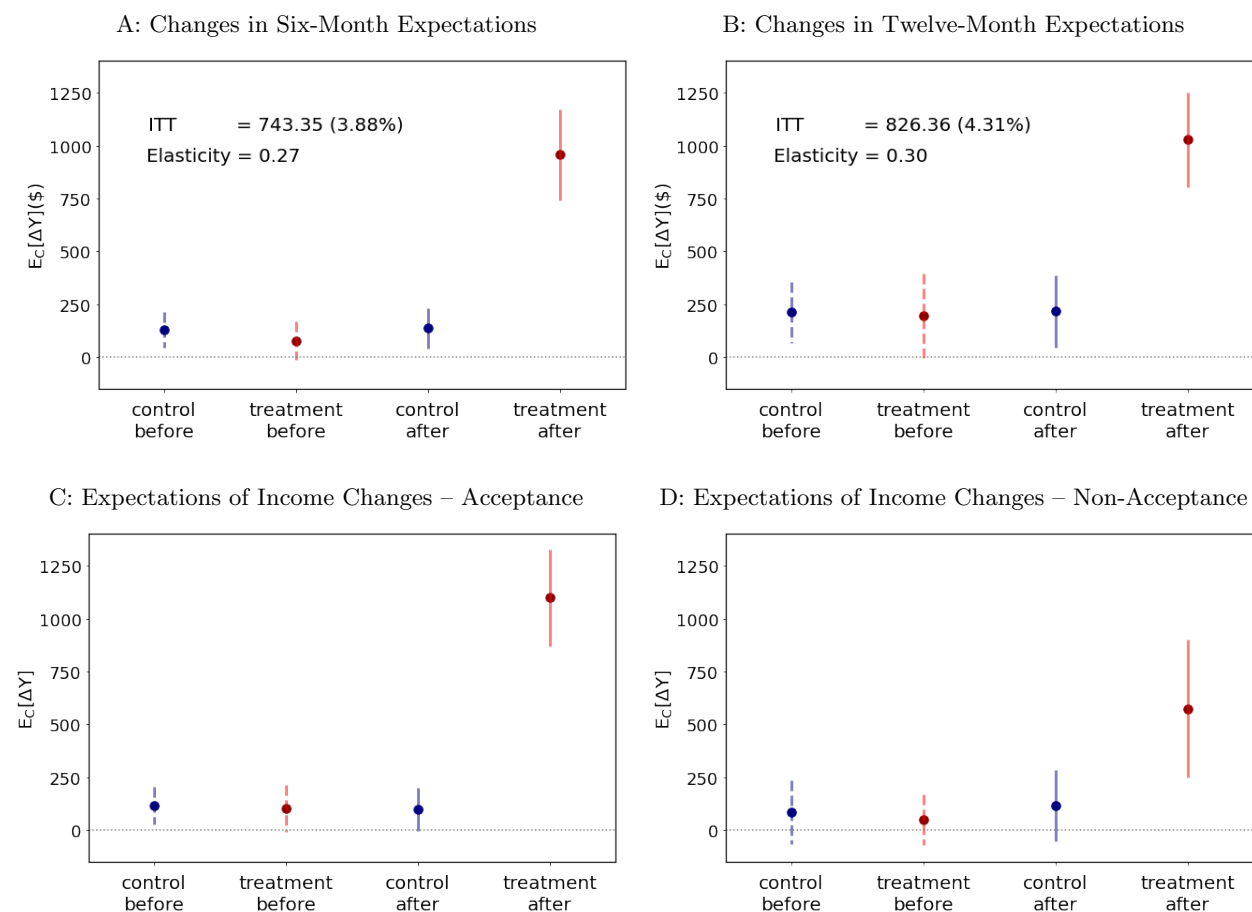 A: Changes in Six-Month Expectations
E_C[ΔY]($)
1250
1000
750
500
250
0
ITT = 743.35 (3.88%)
Elasticity = 0.27
control before
treatment before
control after
treatment after
B: Changes in Twelve-Month Expectations
E_C[ΔY]($)
1250
1000
750
500
250
0
ITT = 826.36 (4.31%)
Elasticity = 0.30
control before
treatment before
control after
treatment after
C: Expectations of Income Changes – Acceptance
E_C[ΔY]
1250
1000
750
500
250
0
control before
treatment before
control after
treatment after
D: Expectations of Income Changes – Non-Acceptance
E_C[ΔY]
1250
1000
750
500
250
0
control before
treatment before
control after
treatment after